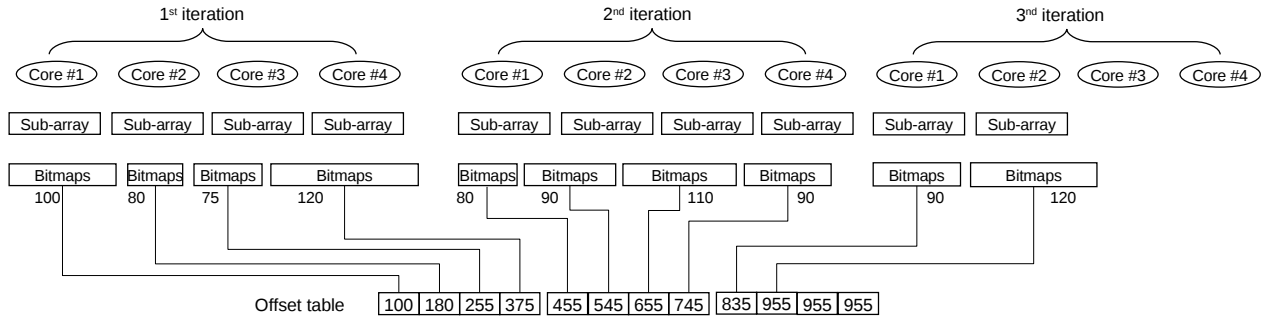 1st iteration 2nd iteration 3rd iteration
Core #1 Core #2 Core #3 Core #4 Core #1 Core #2 Core #3 Core #4 Core #1 Core #2 Core #3 Core #4
Sub-array Sub-array Sub-array Sub-array Sub-array Sub-array Sub-array Sub-array Sub-array Sub-array
Bitmaps Bitmaps Bitmaps Bitmaps Bitmaps Bitmaps Bitmaps Bitmaps Bitmaps Bitmaps
100 80 75 120 80 90 110 90 90 120
Offset table 100 180 255 375 455 545 655 745 835 955 955 955